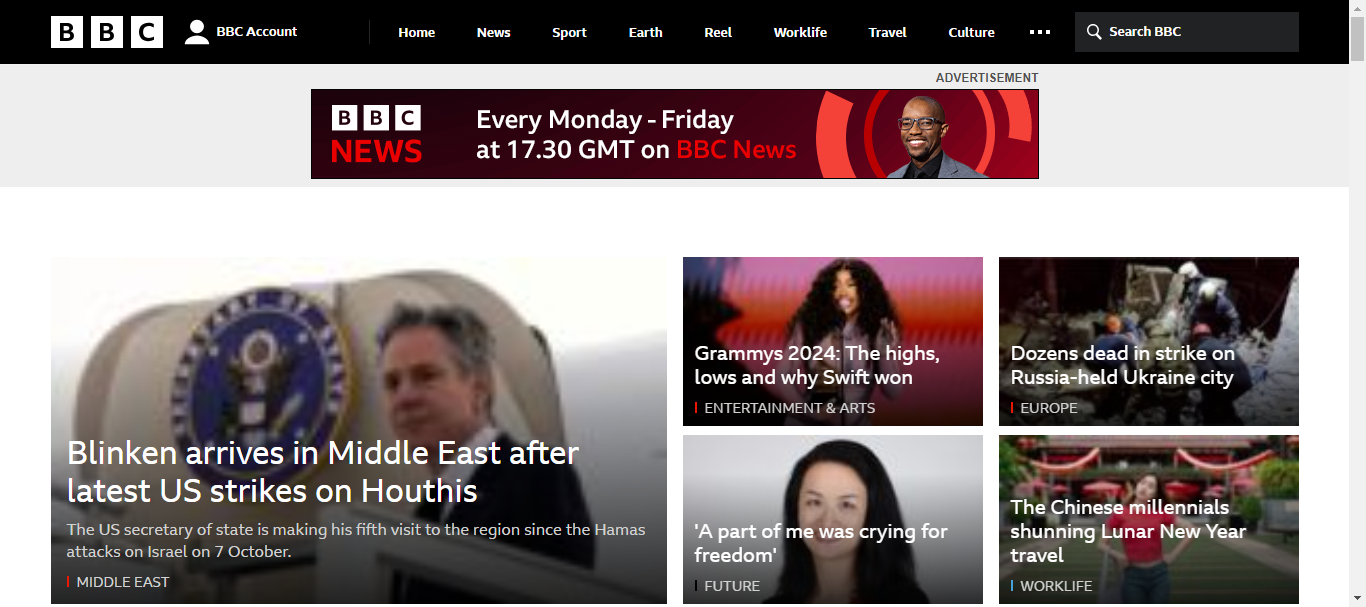 BBC
BBC Account
Home
News
Sport
Earth
Reel
Worklife
Travel
Culture
Search BBC
ADVERTISEMENT
BBC
NEWS
Every Monday - Friday
at 17.30 GMT on BBC News
Blinken arrives in Middle East after
latest US strikes on Houthis
The US secretary of state is making his fifth visit to the region since the Hamas
attacks on Israel on 7 October.
MIDDLE EAST
Grammys 2024: The highs,
lows and why Swift won
ENTERTAINMENT & ARTS
Dozens dead in strike on
Russia-held Ukraine city
EUROPE
'A part of me was crying for
freedom'
FUTURE
The Chinese millennials
shunning Lunar New Year
travel
WORKLIFE